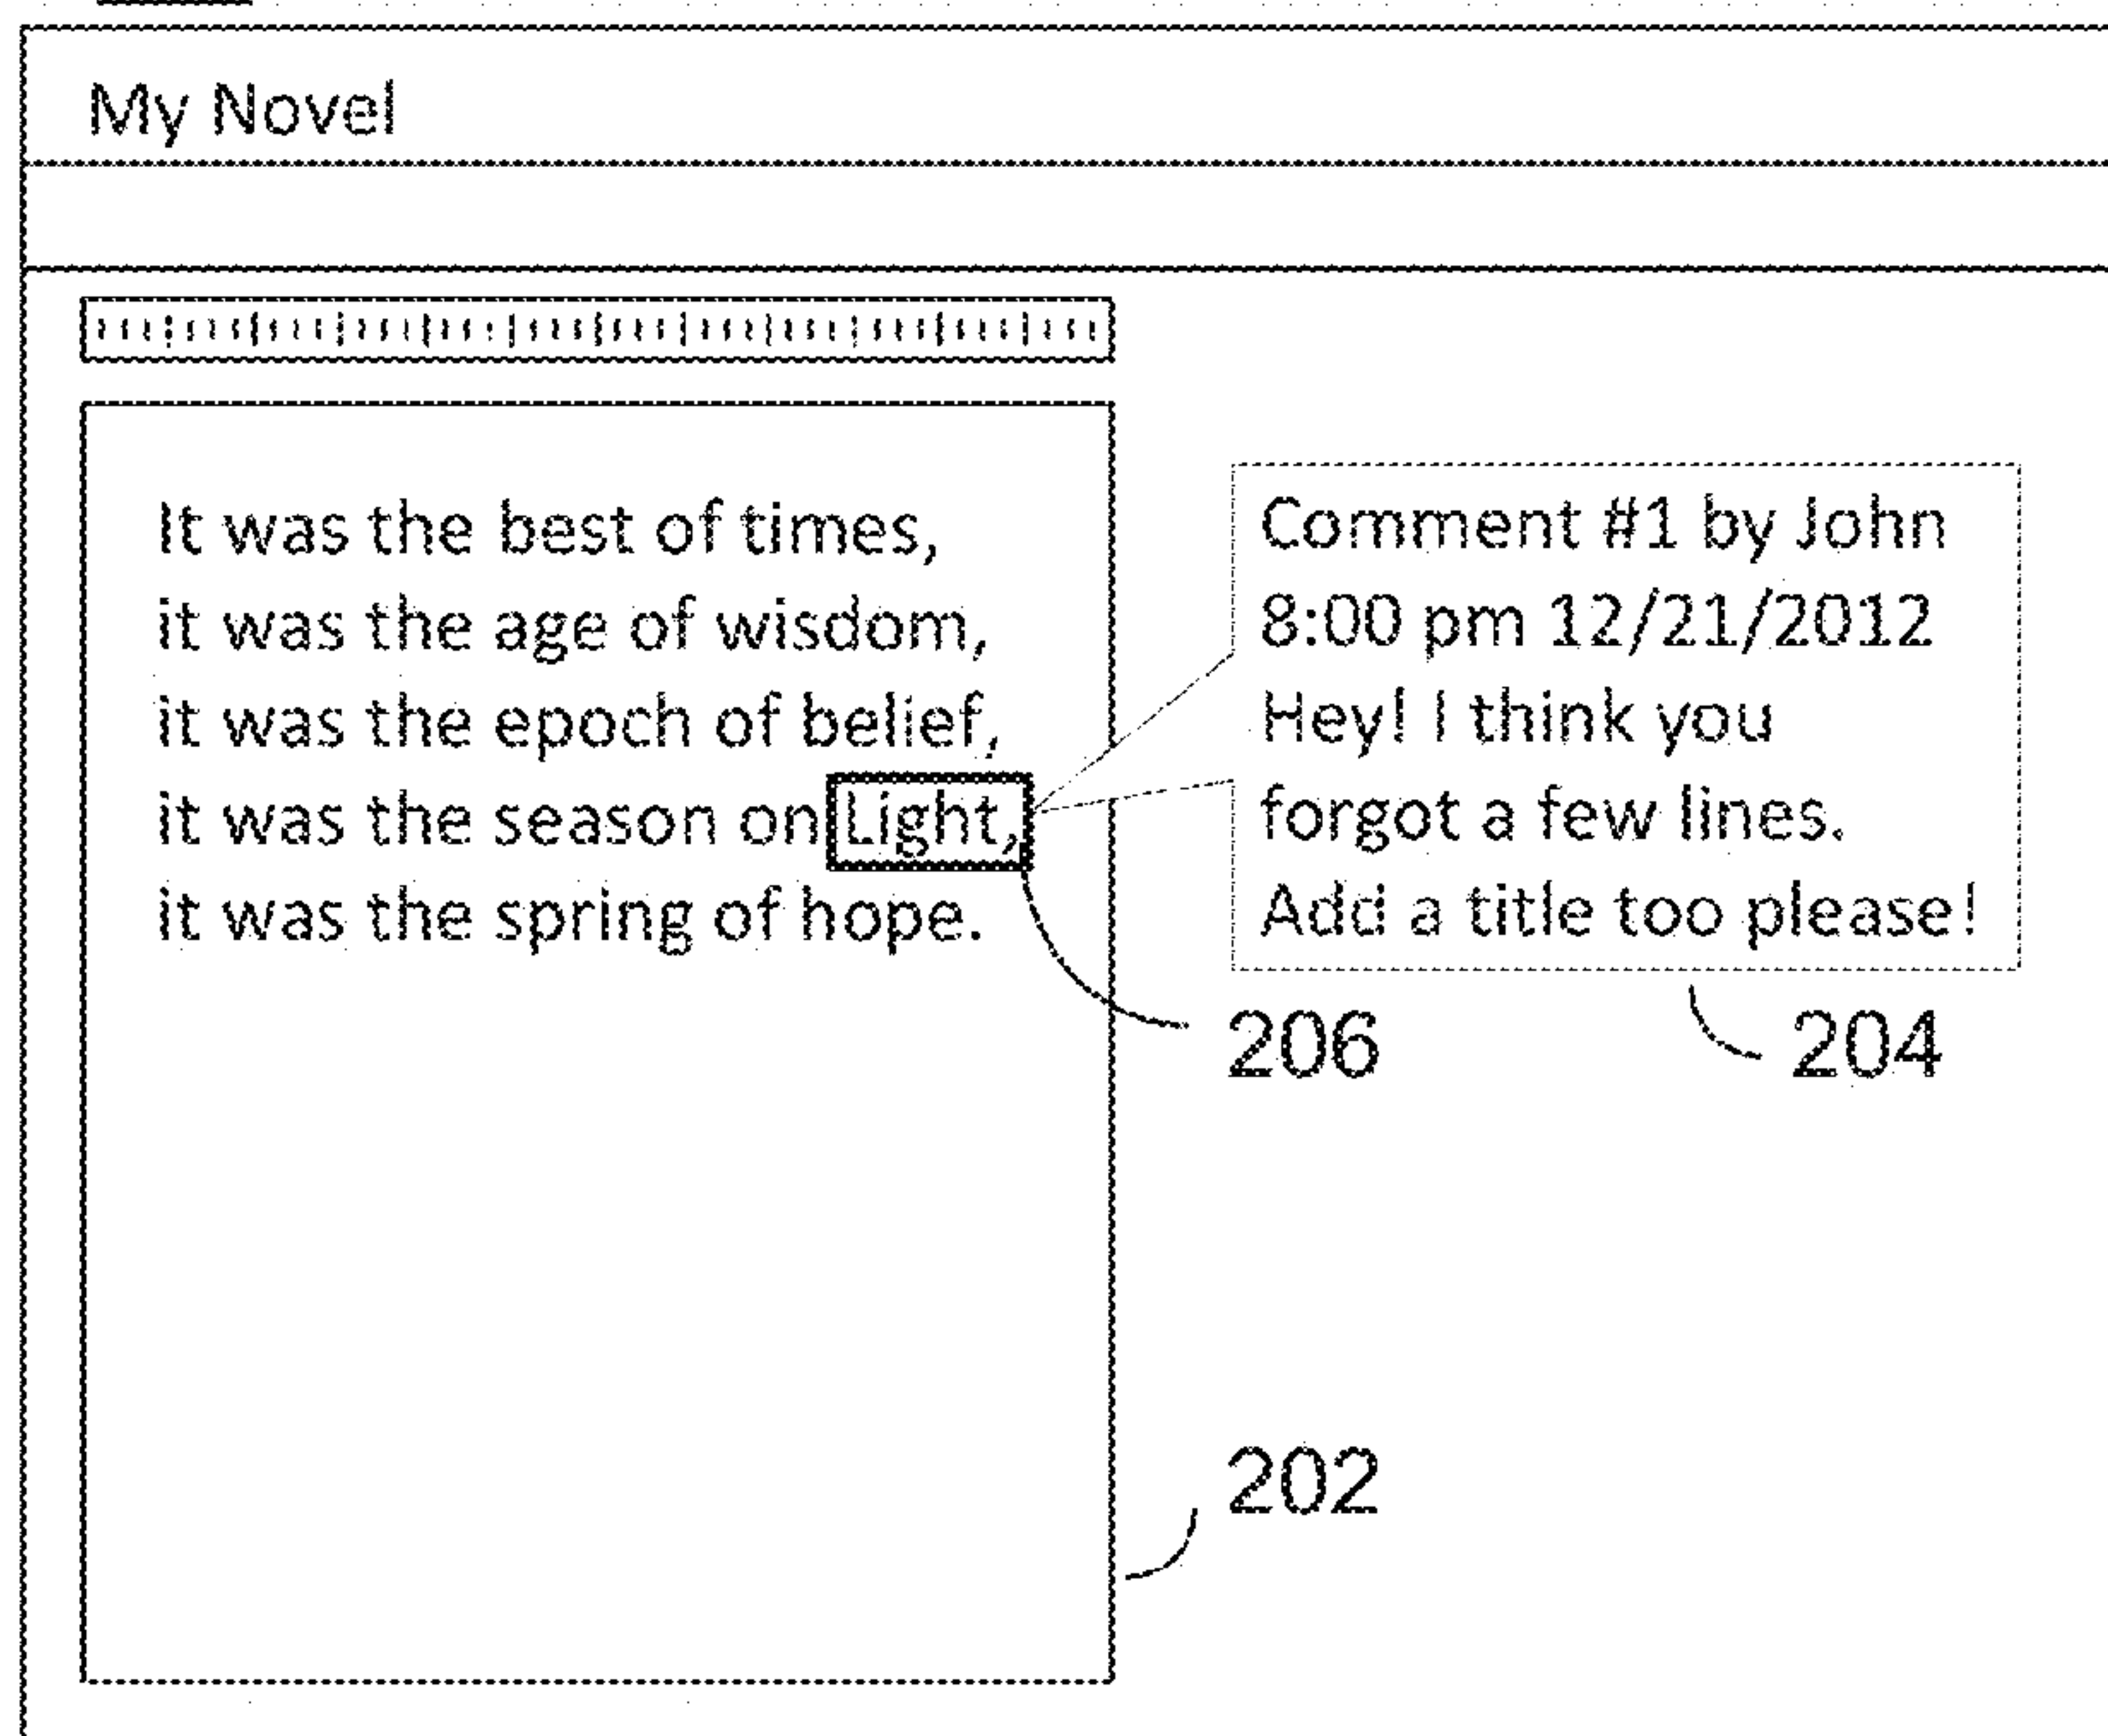 My Novel
It was the best of times,
it was the age of wisdom,
it was the epoch of belief,
it was the season on Light,
it was the spring of hope.
Comment #1 by John
8:00 pm 12/21/2012
Hey! I think you
forgot a few lines.
Add a title too please!
206
204
202